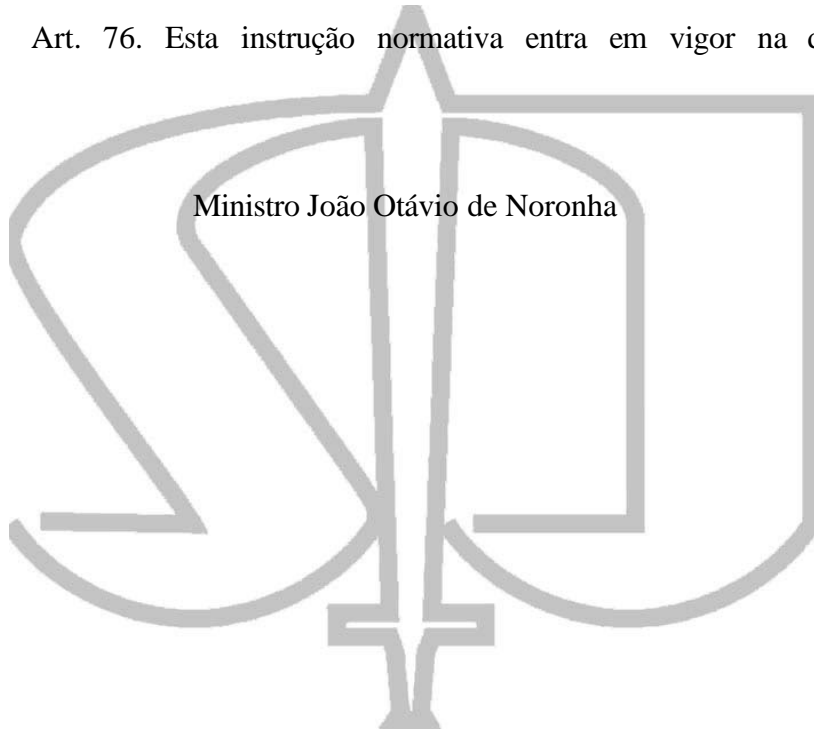 Art. 76. Esta instrução normativa entra em vigor na
Ministro João Otávio de Noronha